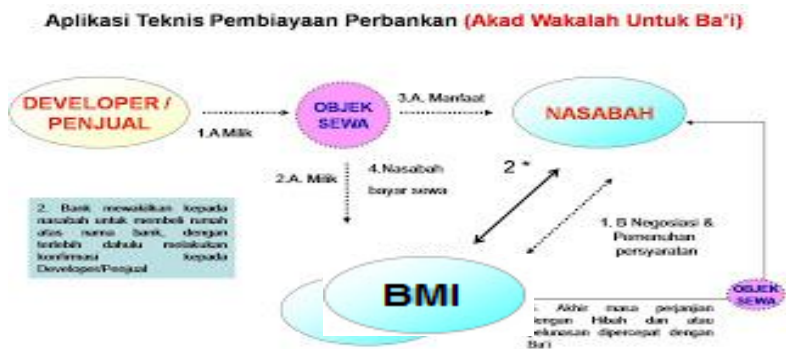 Aplikasi Teknis Pembiayaan Perbankan (Akad Wakalah Untuk Ba'i)
DEVELOPER /
PENJUAL
1.A Milik
OBJEK
SEWA
3.A. Manfaat
NASABAH
2.A. Milik
4.Nasabah
bayar sewa
2 *
2. Bank mewakilkan kepada
nasabah untuk membeli rumah
atas nama bank, dengan
terlebih dahulu melakukan
konfirmasi kepada
Developer/Penjual
1. B Negosiasi &
Pemenuhan
persyaratan
BMI
OBJEK
SEWA
Akhir masa perjanjian
dengan Hibah dan atau
pelunasan dipercepat dengan
Ba'i